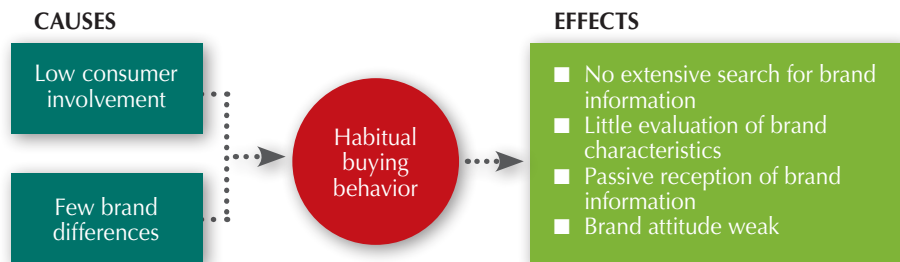 CAUSES
Low consumer
involvement
Few brand
differences
Habitual
buying
behavior
EFFECTS
■ No extensive search for brand
information
■ Little evaluation of brand
characteristics
■ Passive reception of brand
information
■ Brand attitude weak